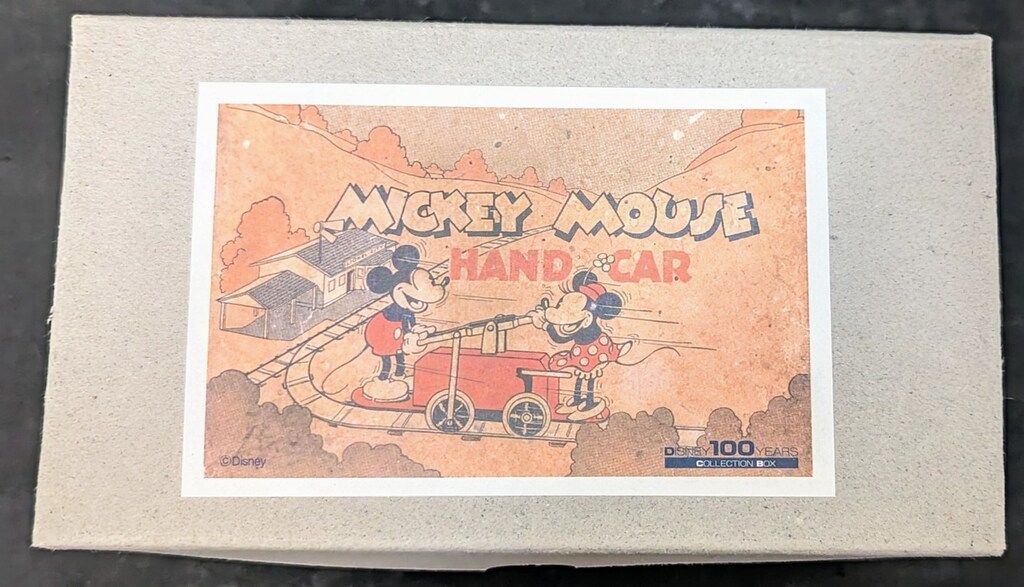 MICKEY MOUSE
HAND CAR
©Disney
DISNEY 100 YEARS
COLLECTION BOX